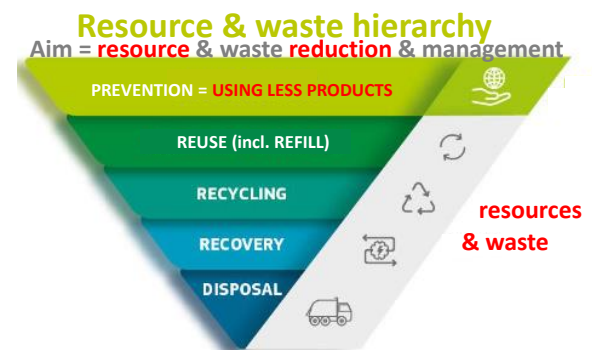 Resource & waste hierarchy
Aim = resource & waste reduction & management
PREVENTION = USING LESS PRODUCTS
REUSE (incl. REFILL)
RECYCLING
resources
& waste
RECOVERY
DISPOSAL